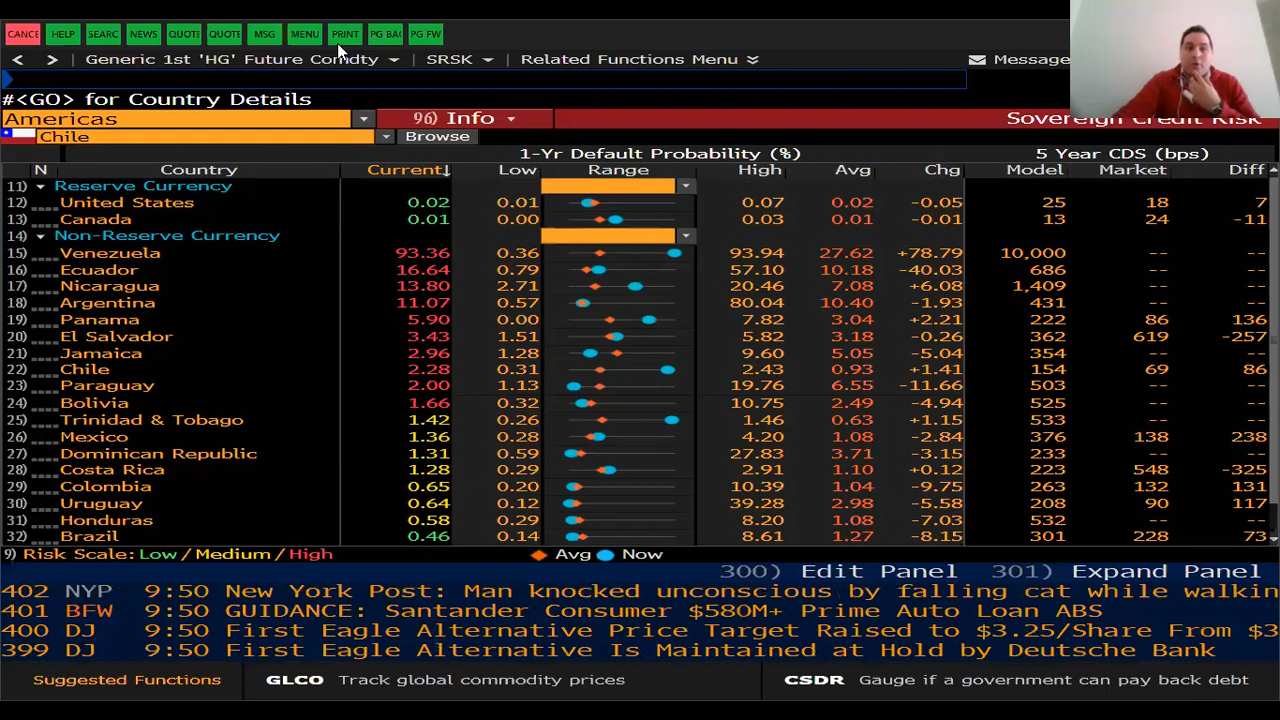 CANCE HELP SEARC NEWS QUOTE QUOTE MSG MENU PRINT PG BAC PG FW
< > Generic 1st 'HG' Future Comdty SRSK Related Functions Menu Message
#<GO> for Country Details
Americas 96) Info Sovereign Credit Risk
Chile Browse
1-Yr Default Probability (%) 5 Year CDS (bps)
N Country Current↓ Low Range High Avg Chg Model Market Diff
11) Reserve Currency
12) United States 0.02 0.01 0.07 0.02 -0.05 25 18 7
13) Canada 0.01 0.00 0.03 0.01 -0.01 13 24 -11
14) Non-Reserve Currency
15) Venezuela 93.36 0.36 93.94 27.62 +78.79 10,000 -- --
16) Ecuador 16.64 0.79 57.10 10.18 -40.03 686 -- --
17) Nicaragua 13.80 2.71 20.46 7.08 +6.08 1,409 -- --
18) Argentina 11.07 0.57 80.04 10.40 -1.93 431 -- --
19) Panama 5.90 0.00 7.82 3.04 +2.21 222 86 136
20) El Salvador 3.43 1.51 5.82 3.18 -0.26 362 619 -257
21) Jamaica 2.96 1.28 9.60 5.05 -5.04 354 -- --
22) Chile 2.28 0.31 2.43 0.93 +1.41 154 69 86
23) Paraguay 2.00 1.13 19.76 6.55 -11.66 503 -- --
24) Bolivia 1.66 0.32 10.75 2.49 -4.94 525 -- --
25) Trinidad & Tobago 1.42 0.26 1.46 0.63 +1.15 533 -- --
26) Mexico 1.36 0.28 4.20 1.08 -2.84 376 138 238
27) Dominican Republic 1.31 0.59 27.83 3.71 -3.15 233 -- --
28) Costa Rica 1.28 0.29 2.91 1.10 +0.12 223 548 -325
29) Colombia 0.65 0.20 10.39 1.04 -9.75 263 132 131
30) Uruguay 0.64 0.12 39.28 2.98 -5.58 208 90 117
31) Honduras 0.58 0.29 8.20 1.08 -7.03 532 -- --
32) Brazil 0.46 0.14 8.61 1.27 -8.15 301 228 73
9) Risk Scale: Low / Medium / High Avg Now
300) Edit Panel 301) Expand Panel
402 NYP 9:50 New York Post: Man knocked unconscious by falling cat while walkin
401 BFW 9:50 GUIDANCE: Santander Consumer $580M+ Prime Auto Loan ABS
400 DJ 9:50 First Eagle Alternative Price Target Raised to $3.25/Share From $3
399 DJ 9:50 First Eagle Alternative Is Maintained at Hold by Deutsche Bank
Suggested Functions GLCO Track global commodity prices CSDR Gauge if a government can pay back debt